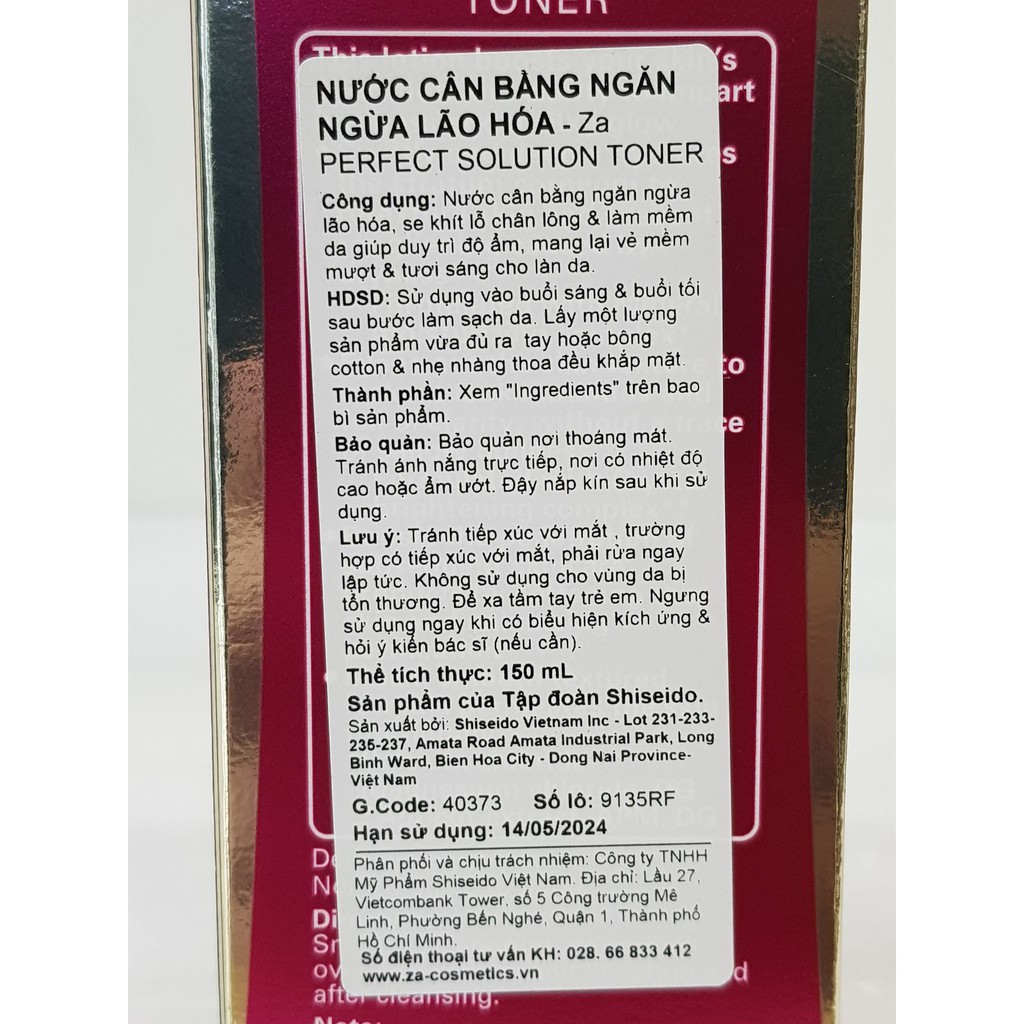 TONER
NƯỚC CÂN BẰNG NGĂN
NGỪA LÃO HÓA - Za
PERFECT SOLUTION TONER
Công dụng: Nước cân bằng ngăn ngừa
lão hóa, se khít lỗ chân lông & làm mềm
da giúp duy trì độ ẩm, mang lại vẻ mềm
mượt & tươi sáng cho làn da.
HDSD: Sử dụng vào buổi sáng & buổi tối
sau bước làm sạch da. Lấy một lượng
sản phẩm vừa đủ ra tay hoặc bông
cotton & nhẹ nhàng thoa đều khắp mặt.
Thành phần: Xem "Ingredients" trên bao
bì sản phẩm.
Bảo quản: Bảo quản nơi thoáng mát.
Tránh ánh nắng trực tiếp, nơi có nhiệt độ
cao hoặc ẩm ướt. Đậy nắp kín sau khi sử
dụng.
Lưu ý: Tránh tiếp xúc với mắt , trường
hợp có tiếp xúc với mắt, phải rửa ngay
lập tức. Không sử dụng cho vùng da bị
tổn thương. Để xa tầm tay trẻ em. Ngưng
sử dụng ngay khi có biểu hiện kích ứng &
hỏi ý kiến bác sĩ (nếu cần).
Thể tích thực: 150 mL
Sản phẩm của Tập đoàn Shiseido.
Sản xuất bởi: Shiseido Vietnam Inc - Lot 231-233-
235-237, Amata Road Amata Industrial Park, Long
Binh Ward, Bien Hoa City - Dong Nai Province-
Việt Nam
G.Code: 40373 Số lô: 9135RF
Hạn sử dụng: 14/05/2024
Phân phối và chịu trách nhiệm: Công ty TNHH
Mỹ Phẩm Shiseido Việt Nam. Địa chỉ: Lầu 27,
Vietcombank Tower, số 5 Công trường Mê
Linh, Phường Bến Nghé, Quận 1, Thành phố
Hồ Chí Minh.
Số điện thoại tư vấn KH: 028. 66 833 412
www.za-cosmetics.vn
after cleansing.